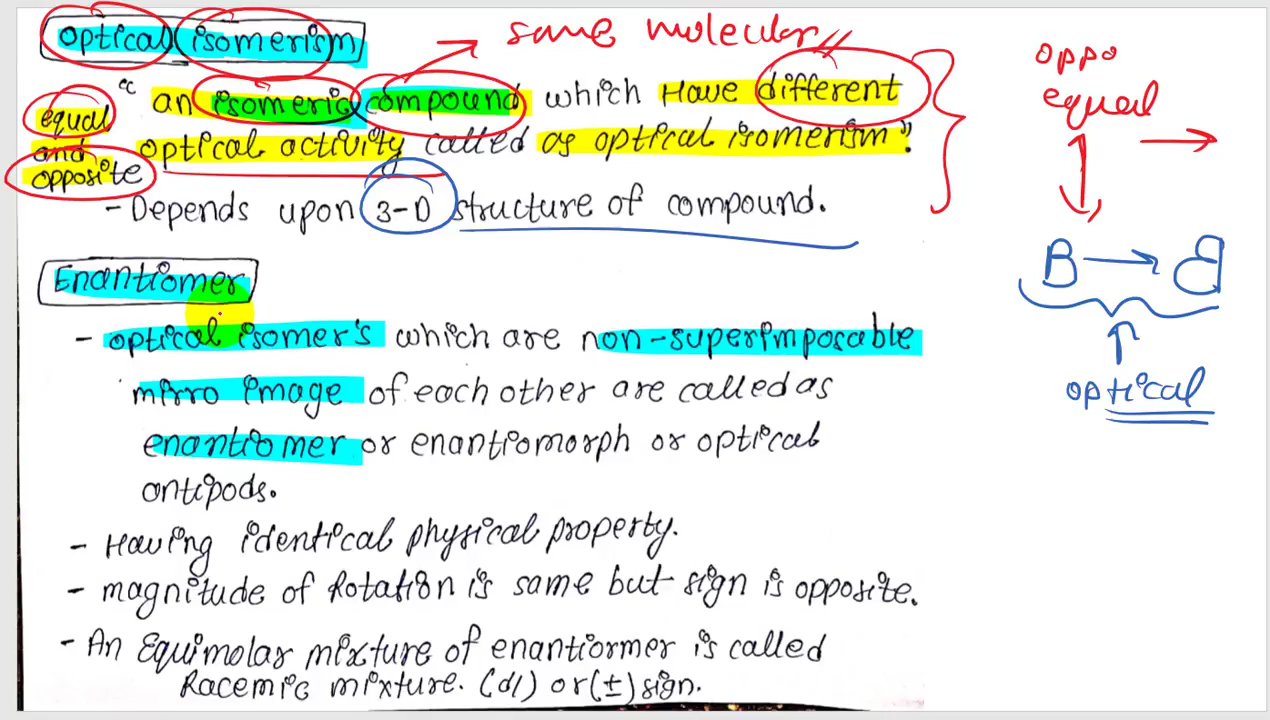 optical isomerism
same molecular
"an isomeric compound which Have different
equal
and
opposite
optical activity called as optical isomerism".
- Depends upon 3-D structure of compound.
oppo
equal
B → B
optical
Enantiomer
- optical isomer's which are non-superimposable
mirro image of each other are called as
enantiomer or enantiomorph or optical
antipods.
- Having identical physical property.
- magnitude of Rotation is same but sign is opposite.
- An Equimolar mixture of enantiormer is called
Racemic mixture. (dl) or (±) sign.